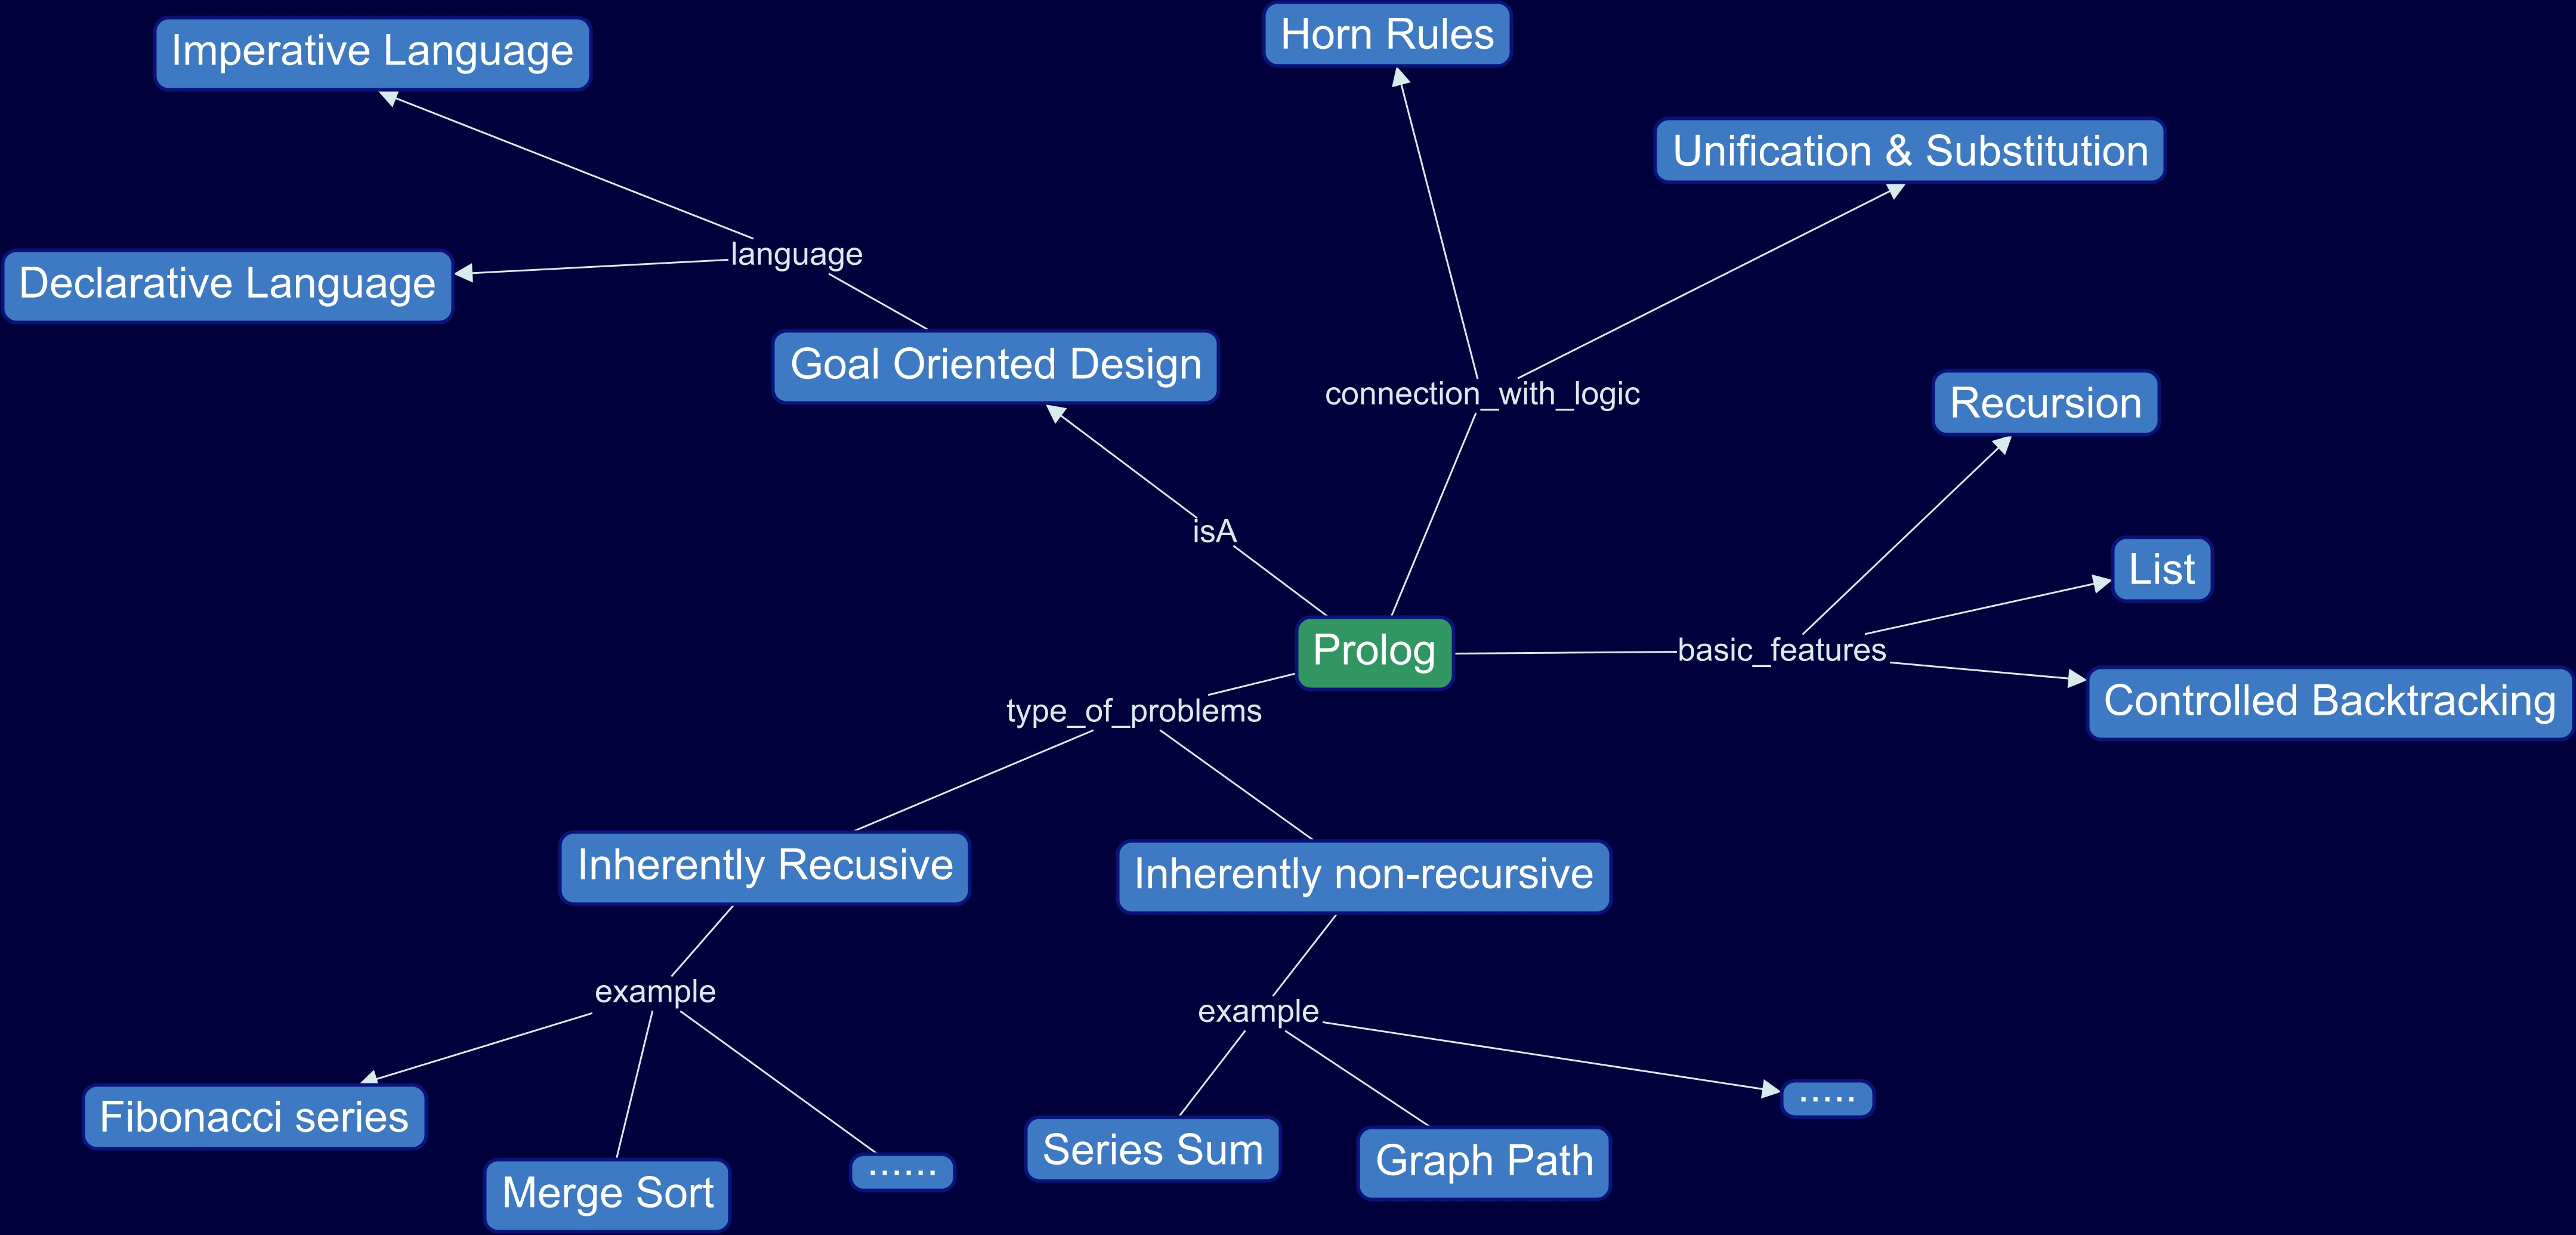 Imperative Language
Horn Rules
Unification & Substitution
language
Declarative Language
Goal Oriented Design
connection_with_logic
Recursion
isA
List
Prolog
basic_features
Controlled Backtracking
type_of_problems
Inherently Recusive
Inherently non-recursive
example
example
Fibonacci series
Merge Sort
......
Series Sum
Graph Path
.....